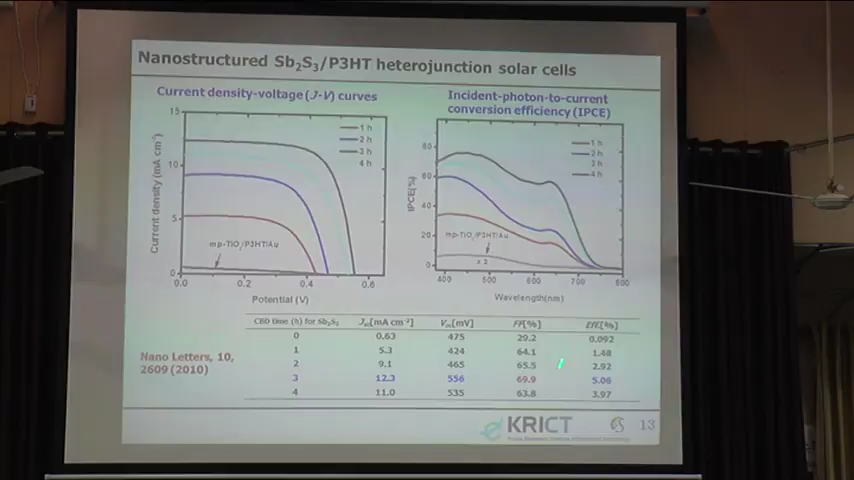 Nanostructured Sb2S3/P3HT heterojunction solar cells
Current density-voltage (J-V) curves
Incident-photon-to-current
conversion efficiency (IPCE)
15
10
5
0
0.0 0.2 0.4 0.6
Current density (mA cm-2)
Potential (V)
1 h
2 h
3 h
4 h
mp-TiO2/P3HT/Au
80
60
40
20
0
400 500 600 700 800
IPCE(%)
Wavelength(nm)
1 h
2 h
3 h
4 h
mp-TiO2/P3HT/Au
x 2
CBD time (h) for Sb2S3 Jsc[mA cm-2] Voc[mV] FF[%] Eff[%]
0 0.63 475 29.2 0.092
1 5.3 424 64.1 1.48
2 9.1 465 65.5 2.92
3 12.3 556 69.9 5.06
4 11.0 535 63.8 3.97
Nano Letters, 10,
2609 (2010)
KRICT
13